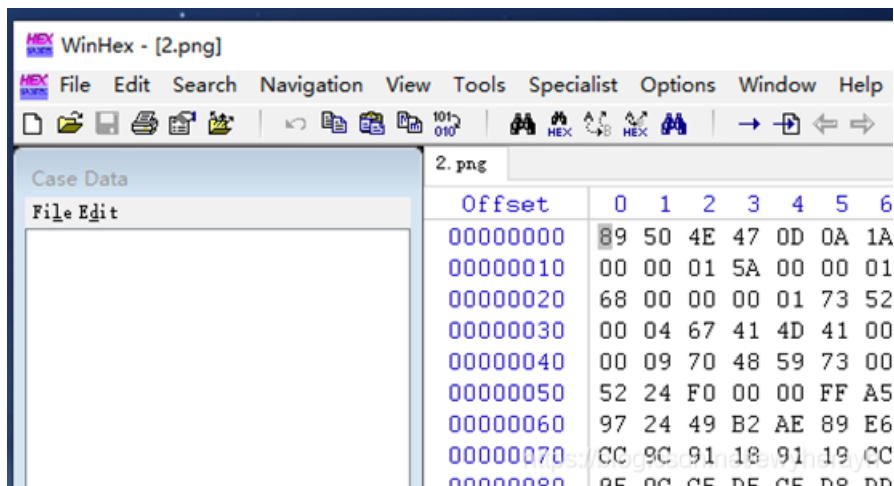 WinHex - [2.png]
File Edit Search Navigation View Tools Specialist Options Window Help
2.png
Case Data
File Edit
Offset 0 1 2 3 4 5 6
00000000 89 50 4E 47 0D 0A 1A
00000010 00 00 01 5A 00 00 01
00000020 68 00 00 00 01 73 52
00000030 00 04 67 41 4D 41 00
00000040 00 09 70 48 59 73 00
00000050 52 24 F0 00 00 FF A5
00000060 97 24 49 B2 AE 89 E6
00000070 CC 9C 91 18 91 19 CC